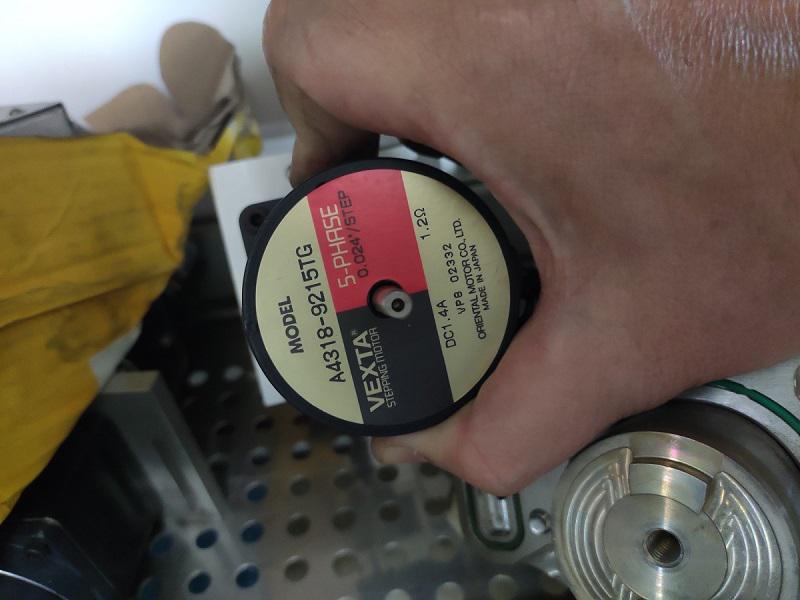 MODEL
A4318-9215TG
5-PHASE
0.024°/STEP
VEXTA®
STEPPING MOTOR
DC1.4A 1.2Ω
VP8 02332
ORIENTAL MOTOR CO., LTD.
MADE IN JAPAN